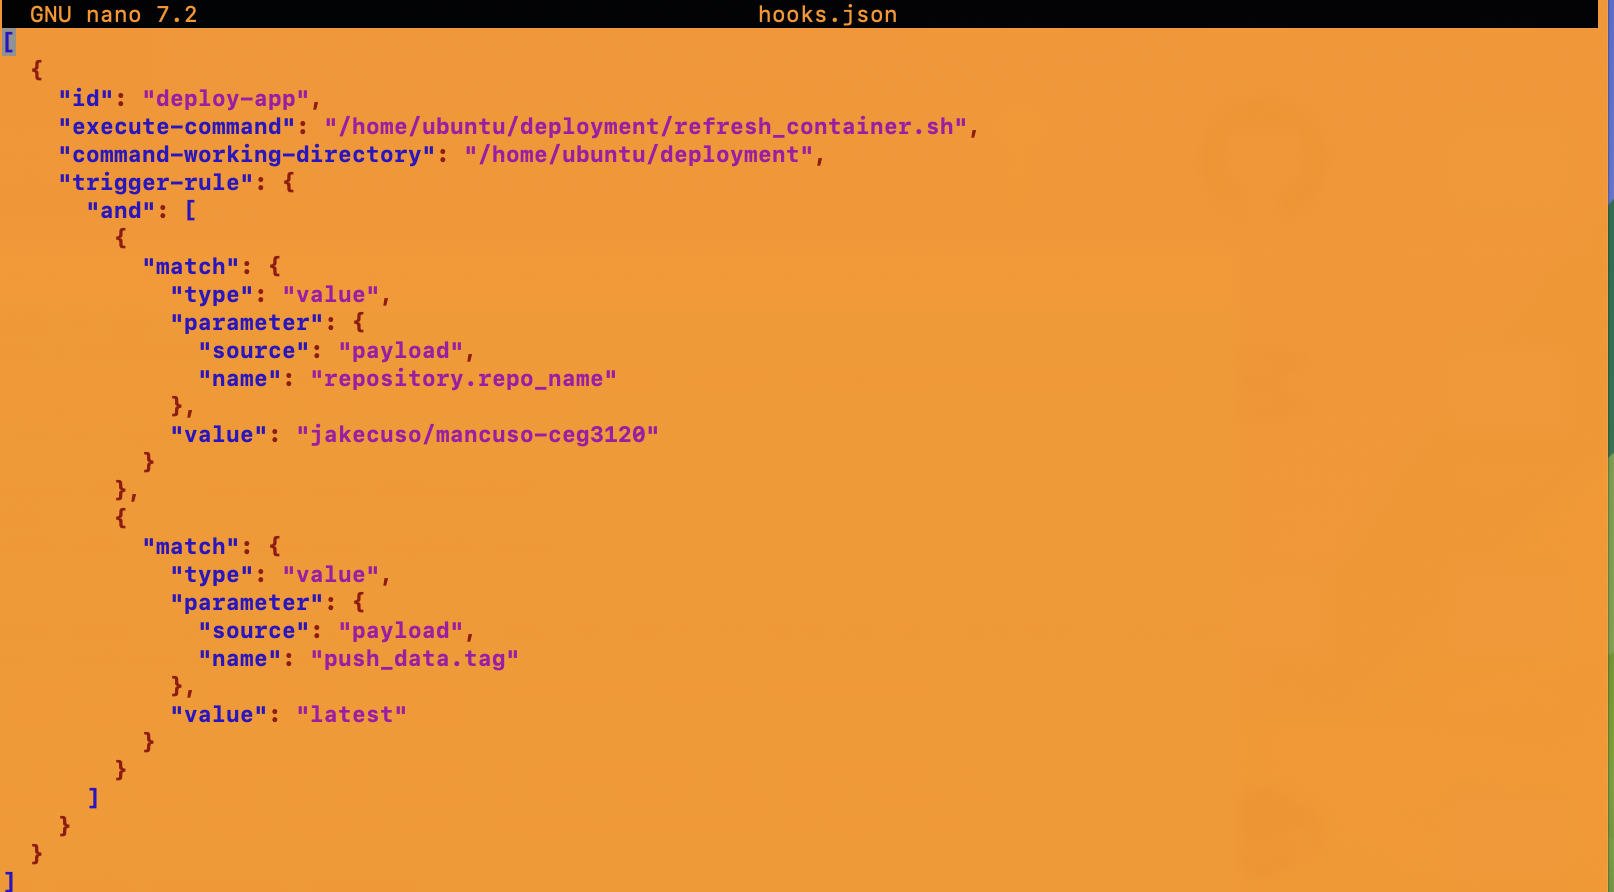 GNU nano 7.2 hooks.json
[
  {
    "id": "deploy-app",
    "execute-command": "/home/ubuntu/deployment/refresh_container.sh",
    "command-working-directory": "/home/ubuntu/deployment",
    "trigger-rule": {
      "and": [
        {
          "match": {
            "type": "value",
            "parameter": {
              "source": "payload",
              "name": "repository.repo_name"
            },
            "value": "jakecuso/mancuso-ceg3120"
          }
        },
        {
          "match": {
            "type": "value",
            "parameter": {
              "source": "payload",
              "name": "push_data.tag"
            },
            "value": "latest"
          }
        }
      ]
    }
  }
]